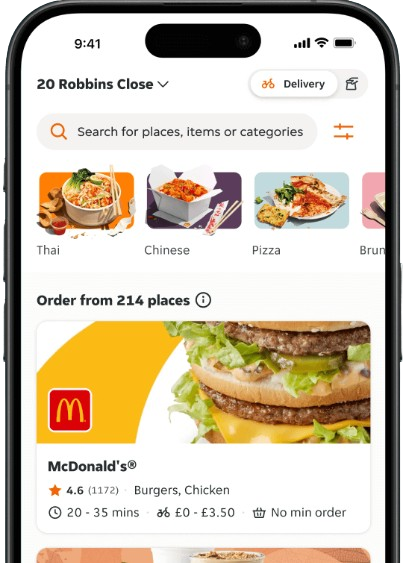 9:41
20 Robbins Close
Delivery
Search for places, items or categories
Thai Chinese Pizza Brun
Order from 214 places
McDonald's®
4.6 (1172) · Burgers, Chicken
20 - 35 mins · £0 - £3.50 · No min order